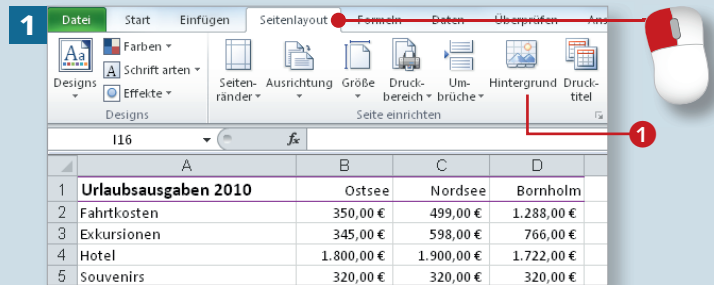 1
Datei Start Einfügen Seitenlayout Formeln Daten Überprüfen Ans
Designs
Farben
Schriftarten
Effekte
Seiten-
ränder
Ausrichtung
Größe
Druck-
bereich
Um-
brüche
Hintergrund
Druck-
titel
Designs Seite einrichten
1
I16 fx
A B C D
1 Urlaubsausgaben 2010 Ostsee Nordsee Bornholm
2 Fahrtkosten 350,00 € 499,00 € 1.288,00 €
3 Exkursionen 345,00 € 598,00 € 766,00 €
4 Hotel 1.800,00 € 1.900,00 € 1.722,00 €
5 Souvenirs 320,00 € 320,00 € 320,00 €